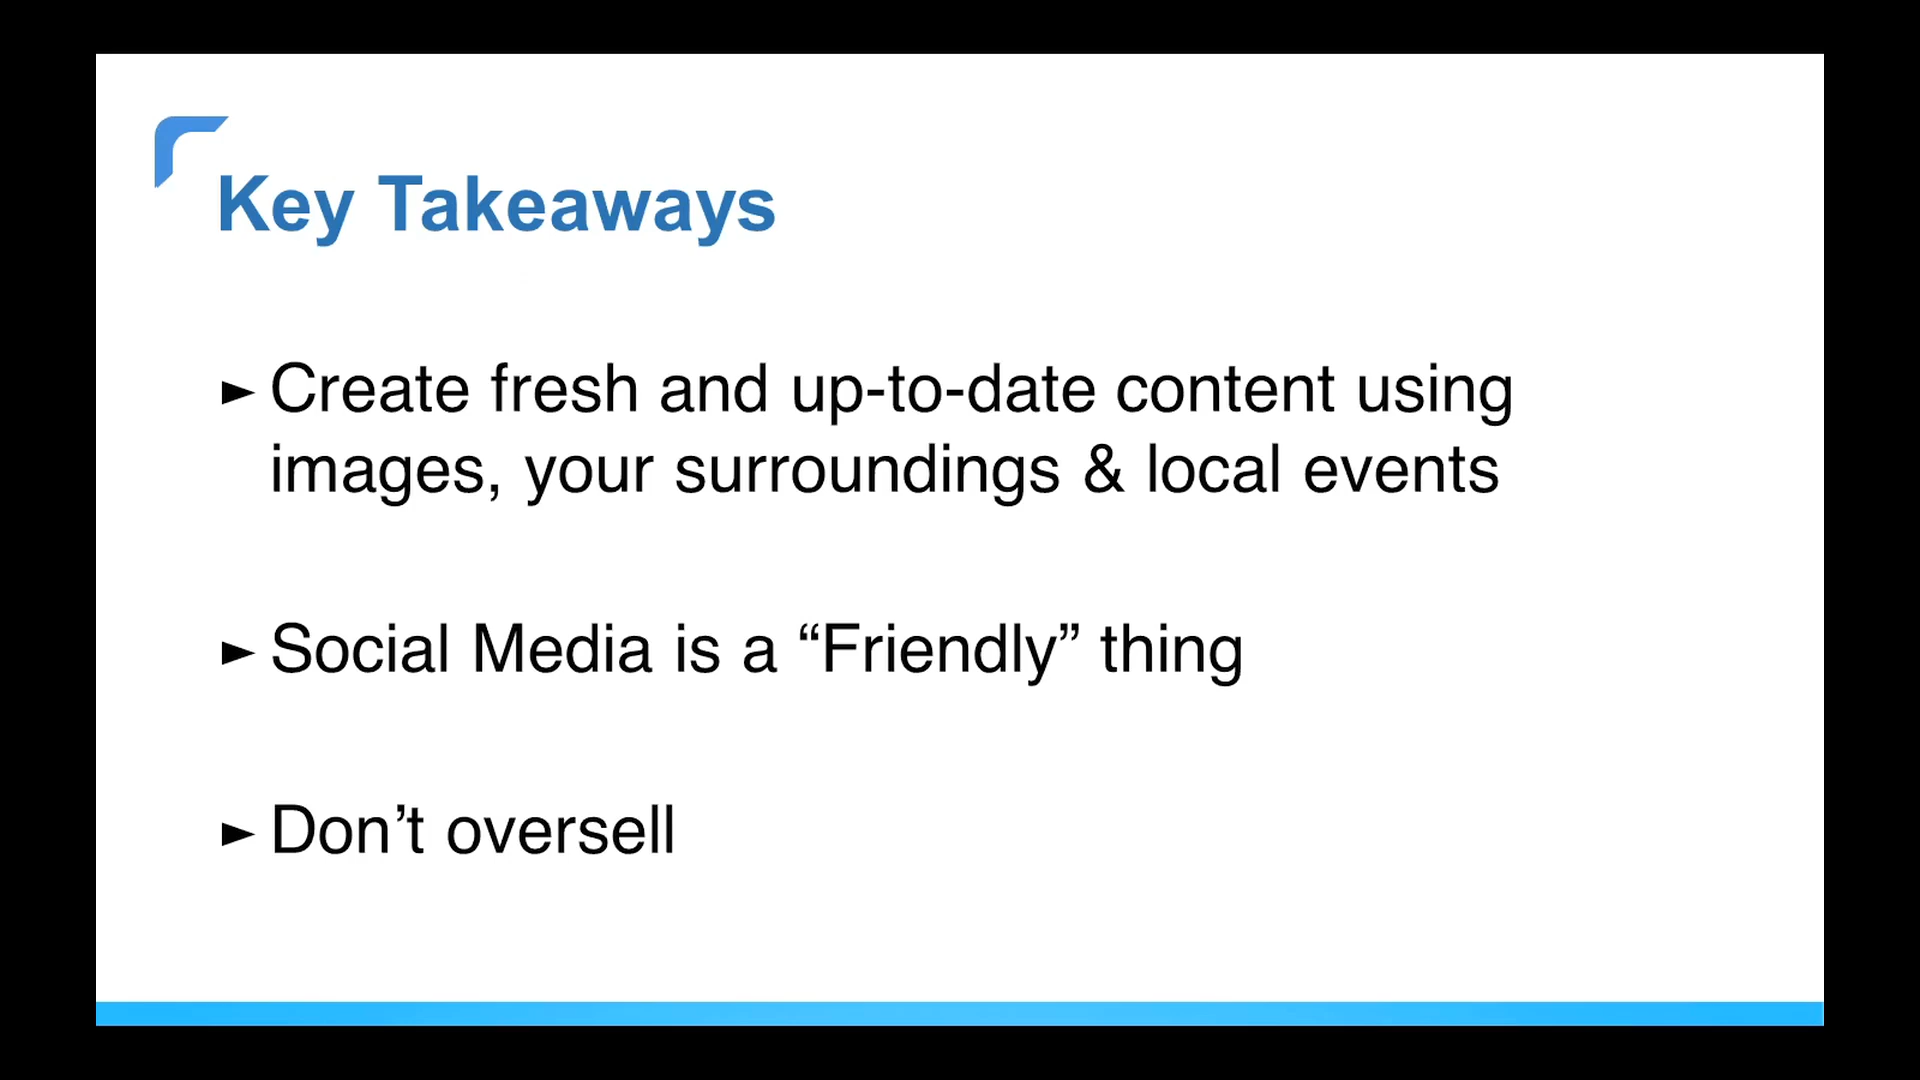 Key Takeaways
► Create fresh and up-to-date content using
images, your surroundings & local events
► Social Media is a “Friendly” thing
► Don’t oversell